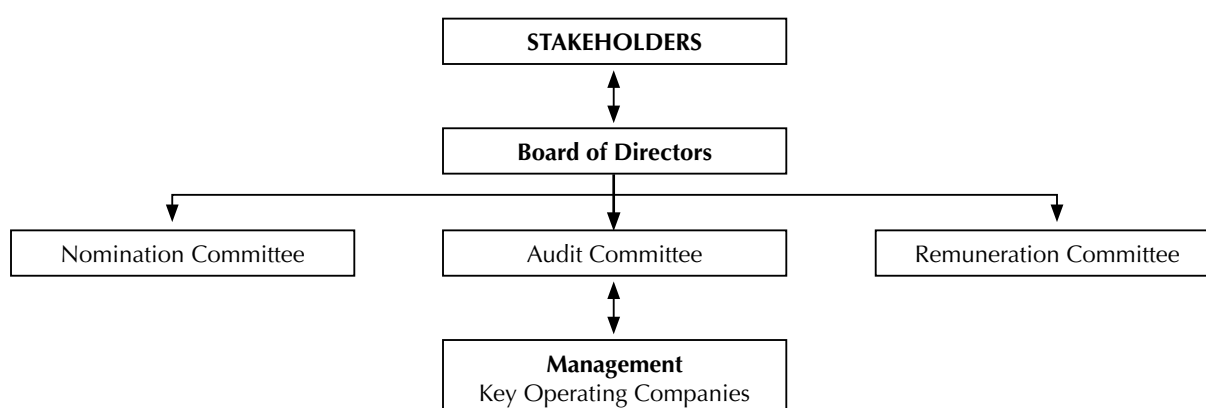 STAKEHOLDERS
Board of Directors
Nomination Committee
Audit Committee
Remuneration Committee
Management
Key Operating Companies